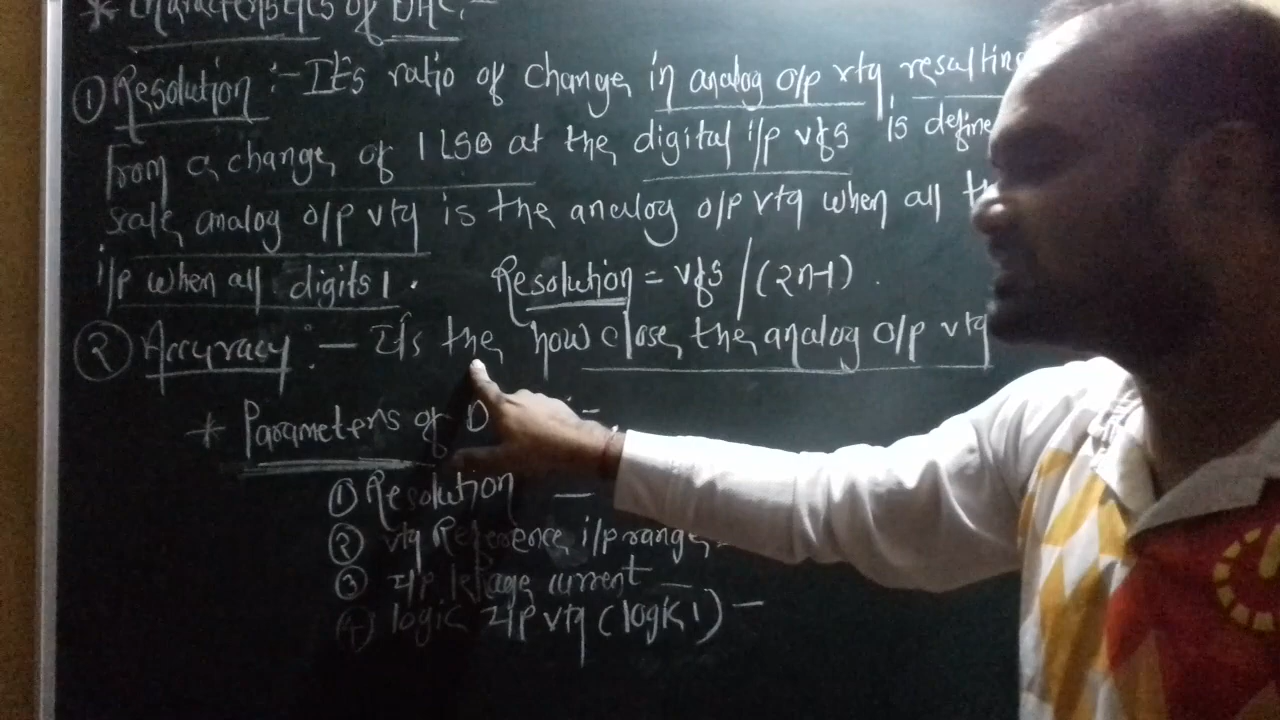 * Characteristics of DAC:-
① Resolution :- It's ratio of change in analog o/p vtg resulting
from a change of 1 LSB at the digital i/p vfs is define
scale analog o/p vtg is the analog o/p vtg when all th
i/p when all digits 1.
Resolution = vfs / (2n-1)
② Accuracy :- It's the how close the analog o/p vtg
* Parameters of D :-
① Resolution —
② vtg Reference i/p range -
③ I/p lekage current —
④ logic I/p vtg (logic 1) —